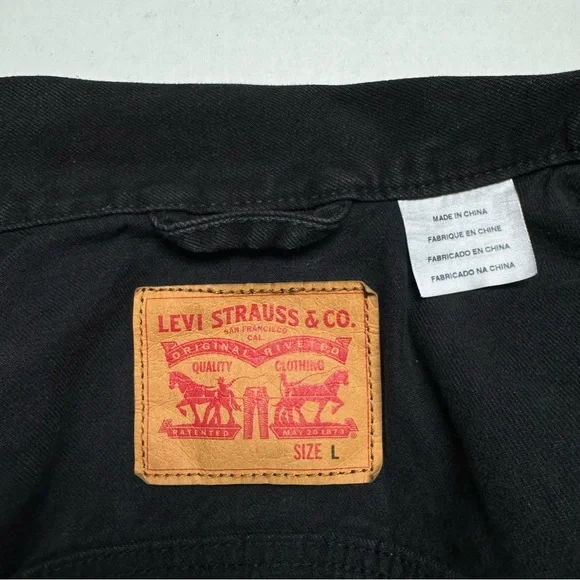 LEVI STRAUSS & CO.
SAN FRANCISCO
CAL.
ORIGINAL RIVETED
QUALITY CLOTHING
PATENTED MAY 20 1873
SIZE L
MADE IN CHINA
FABRIQUE EN CHINE
FABRICADO EN CHINA
FABRICADO NA CHINA